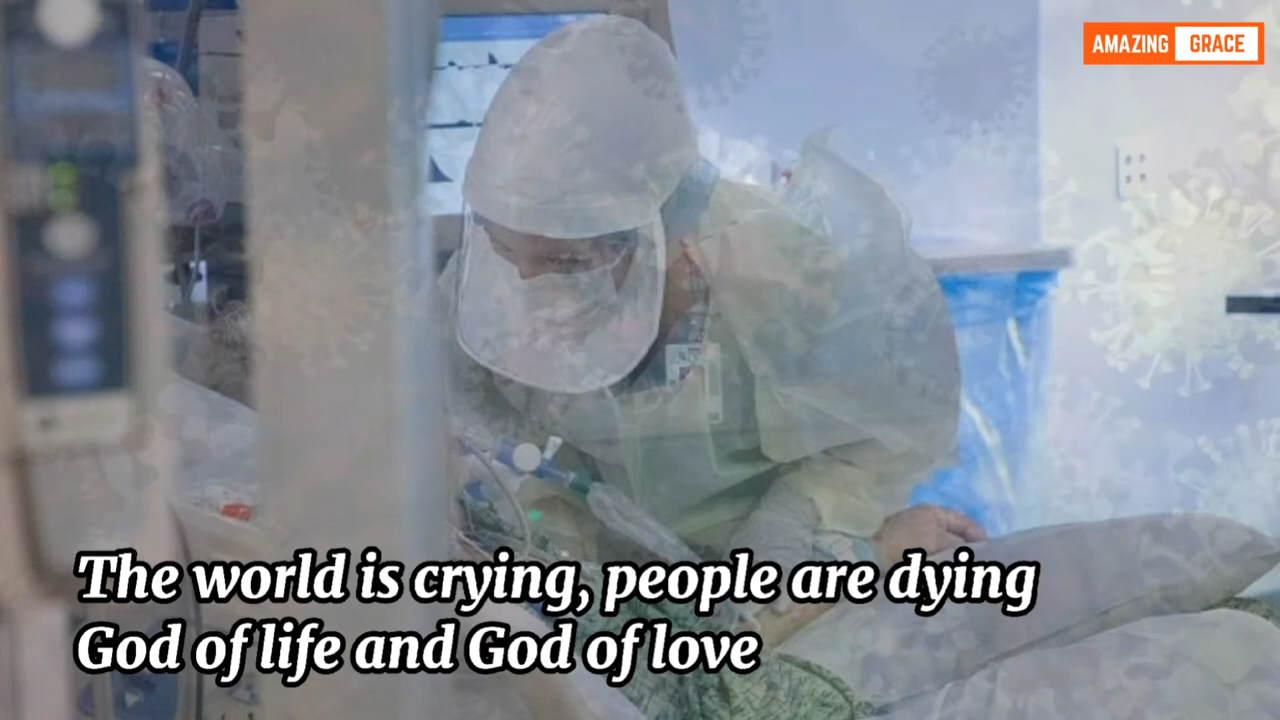 AMAZING GRACE
The world is crying, people are dying
God of life and God of love